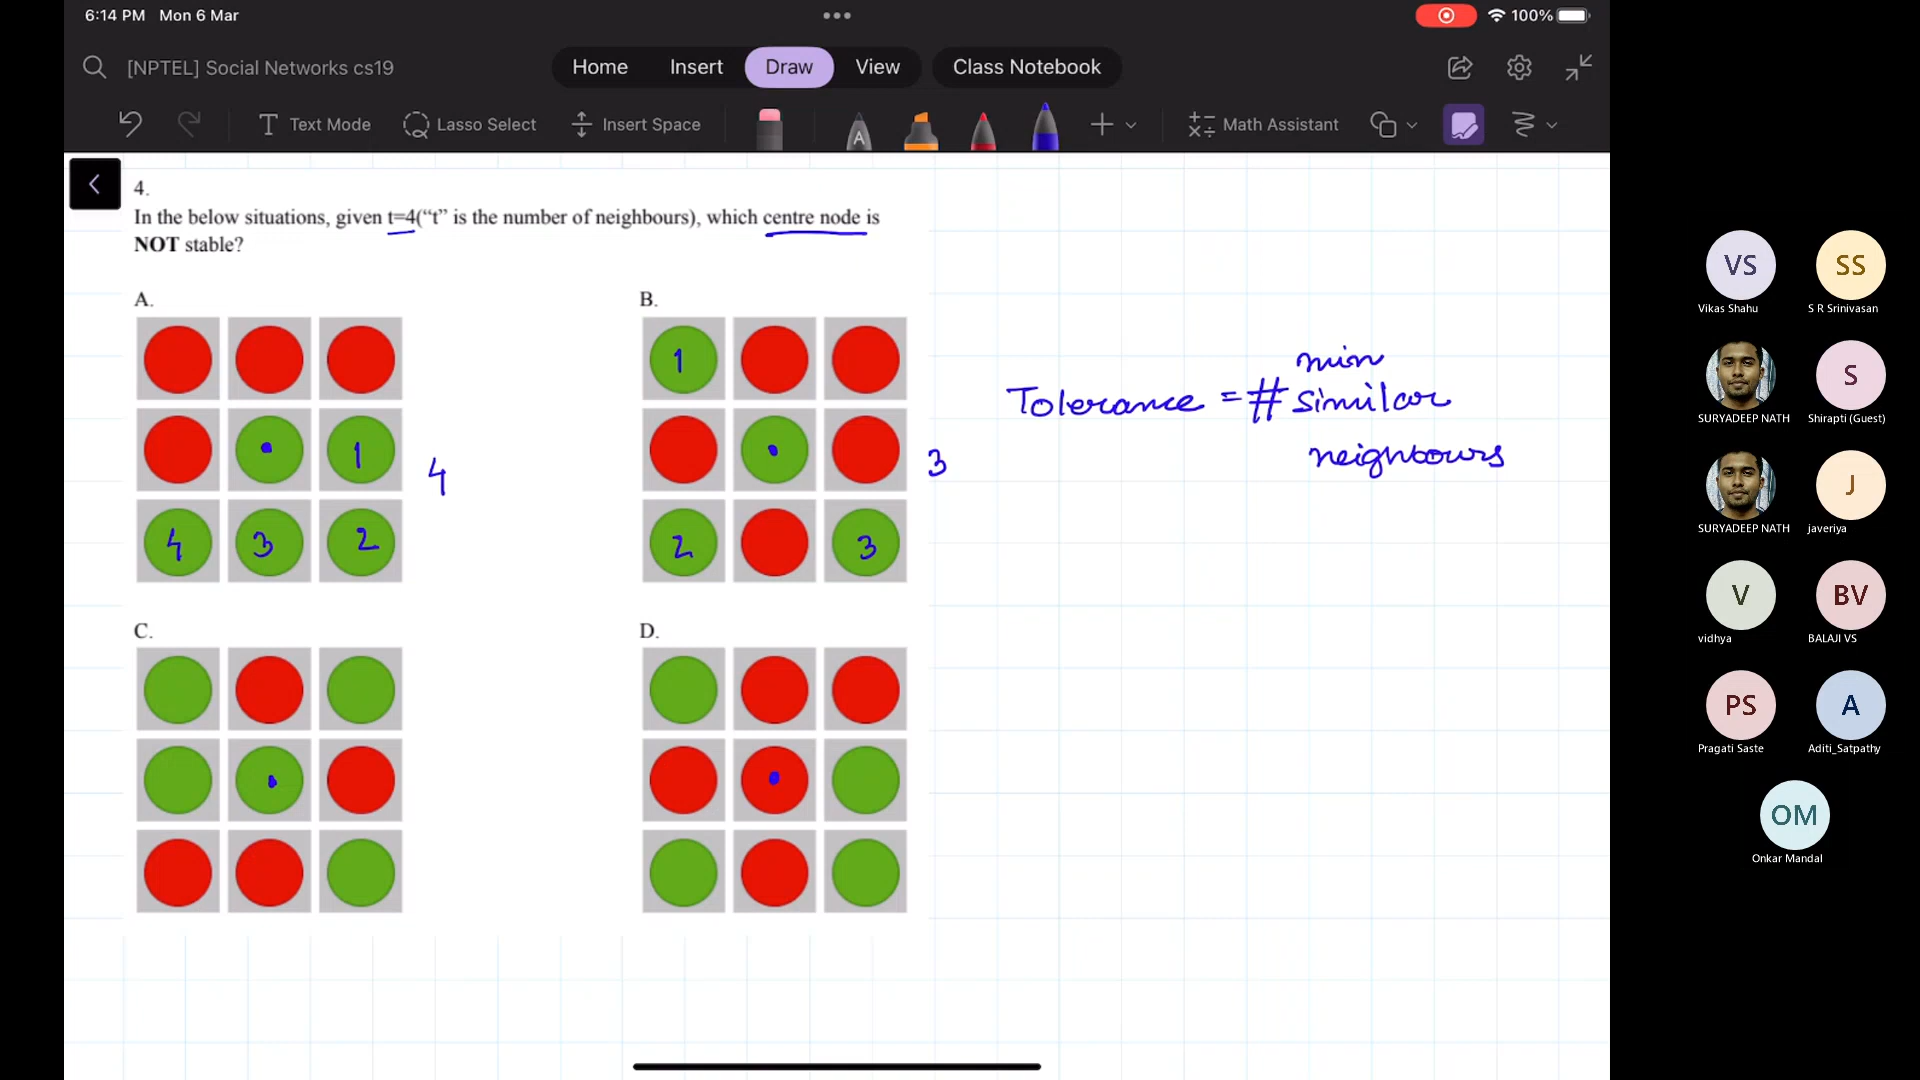 6:14 PM Mon 6 Mar
100%
[NPTEL] Social Networks cs19
Home Insert Draw View Class Notebook
Text Mode Lasso Select Insert Space A Math Assistant
4.
In the below situations, given t=4(“t” is the number of neighbours), which centre node is
NOT stable?
A.
1
4 3 2
4
B.
1
2 3
3
C.
D.
min
Tolerance = # similar
neighbours
VS SS
Vikas Shahu S R Srinivasan
S
SURYADEEP NATH Shirapti (Guest)
J
SURYADEEP NATH javeriya
V BV
vidhya BALAJI VS
PS A
Pragati Saste Aditi_Satpathy
OM
Onkar Mandal